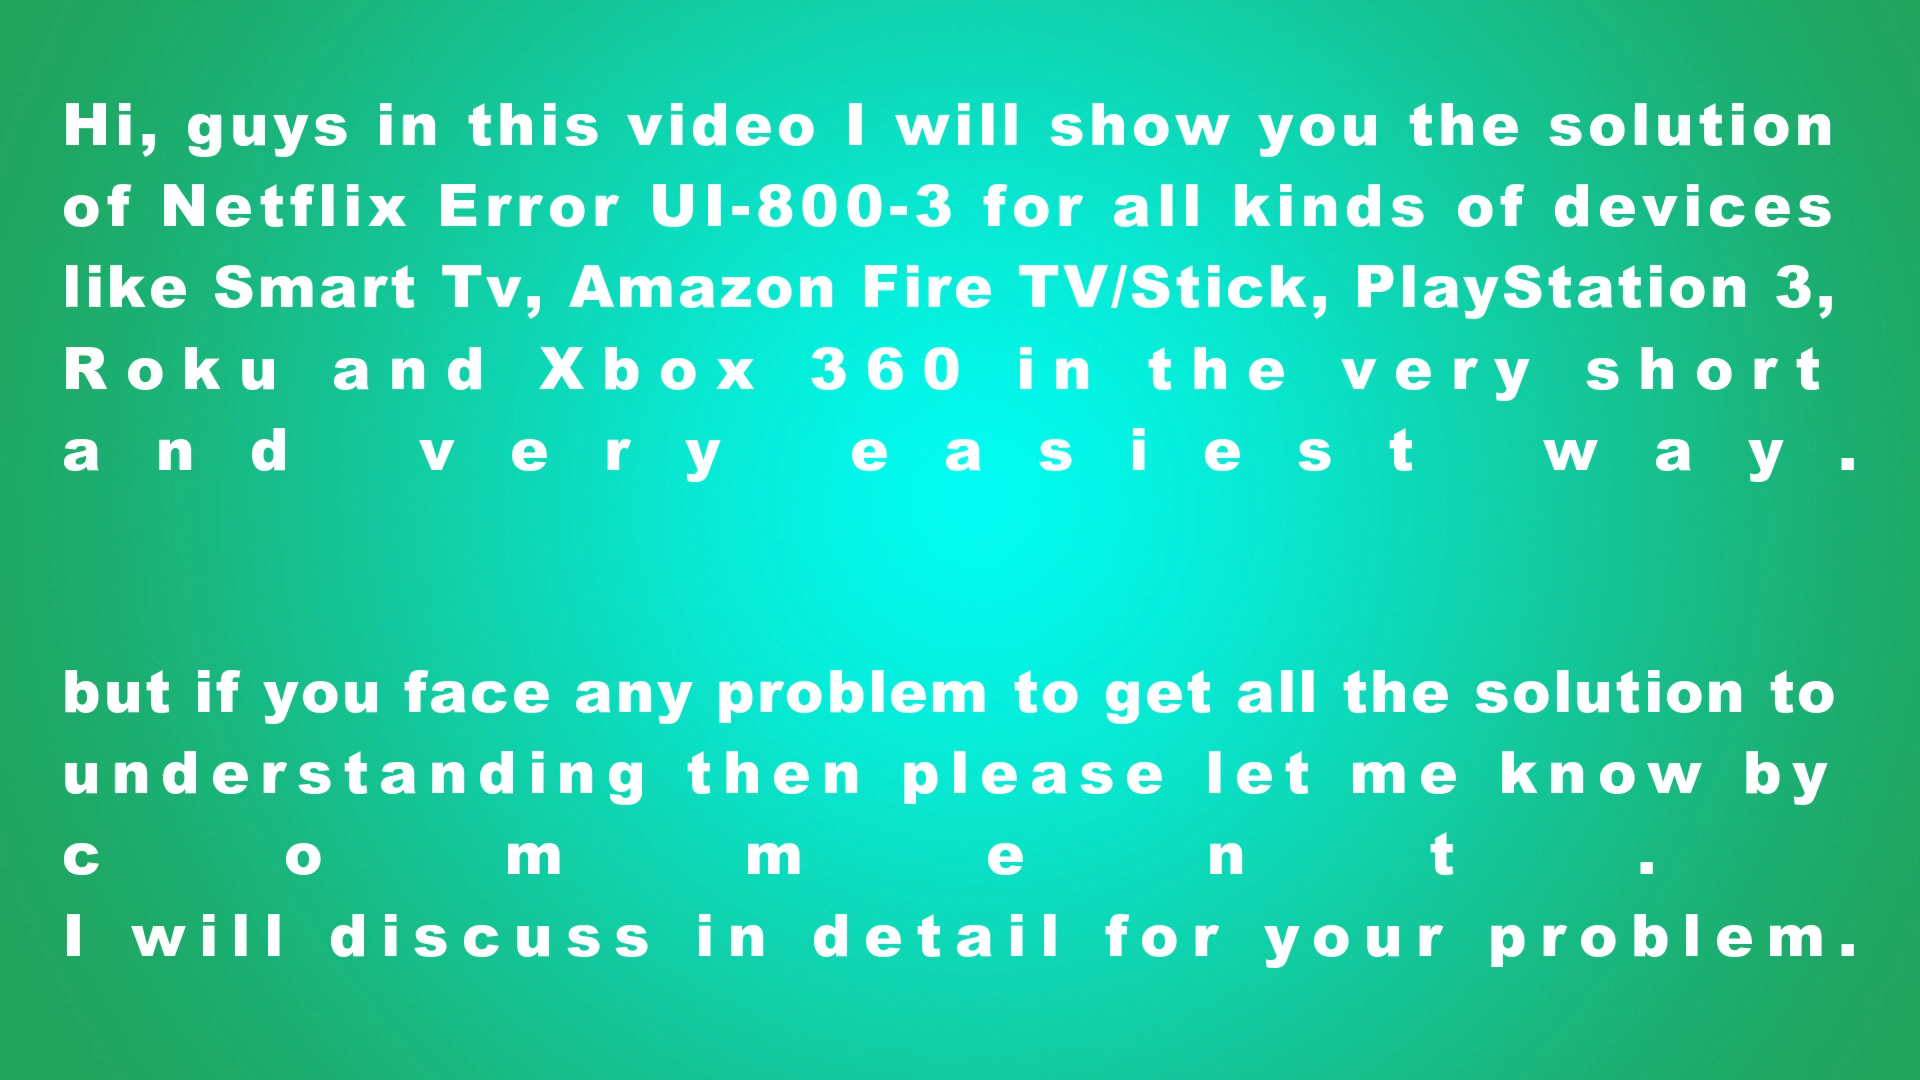 Hi, guys in this video I will show you the solution
of Netflix Error UI-800-3 for all kinds of devices
like Smart Tv, Amazon Fire TV/Stick, PlayStation 3,
Roku and Xbox 360 in the very short
and very easiest way.
but if you face any problem to get all the solution to
understanding then please let me know by
comment.
I will discuss in detail for your problem.